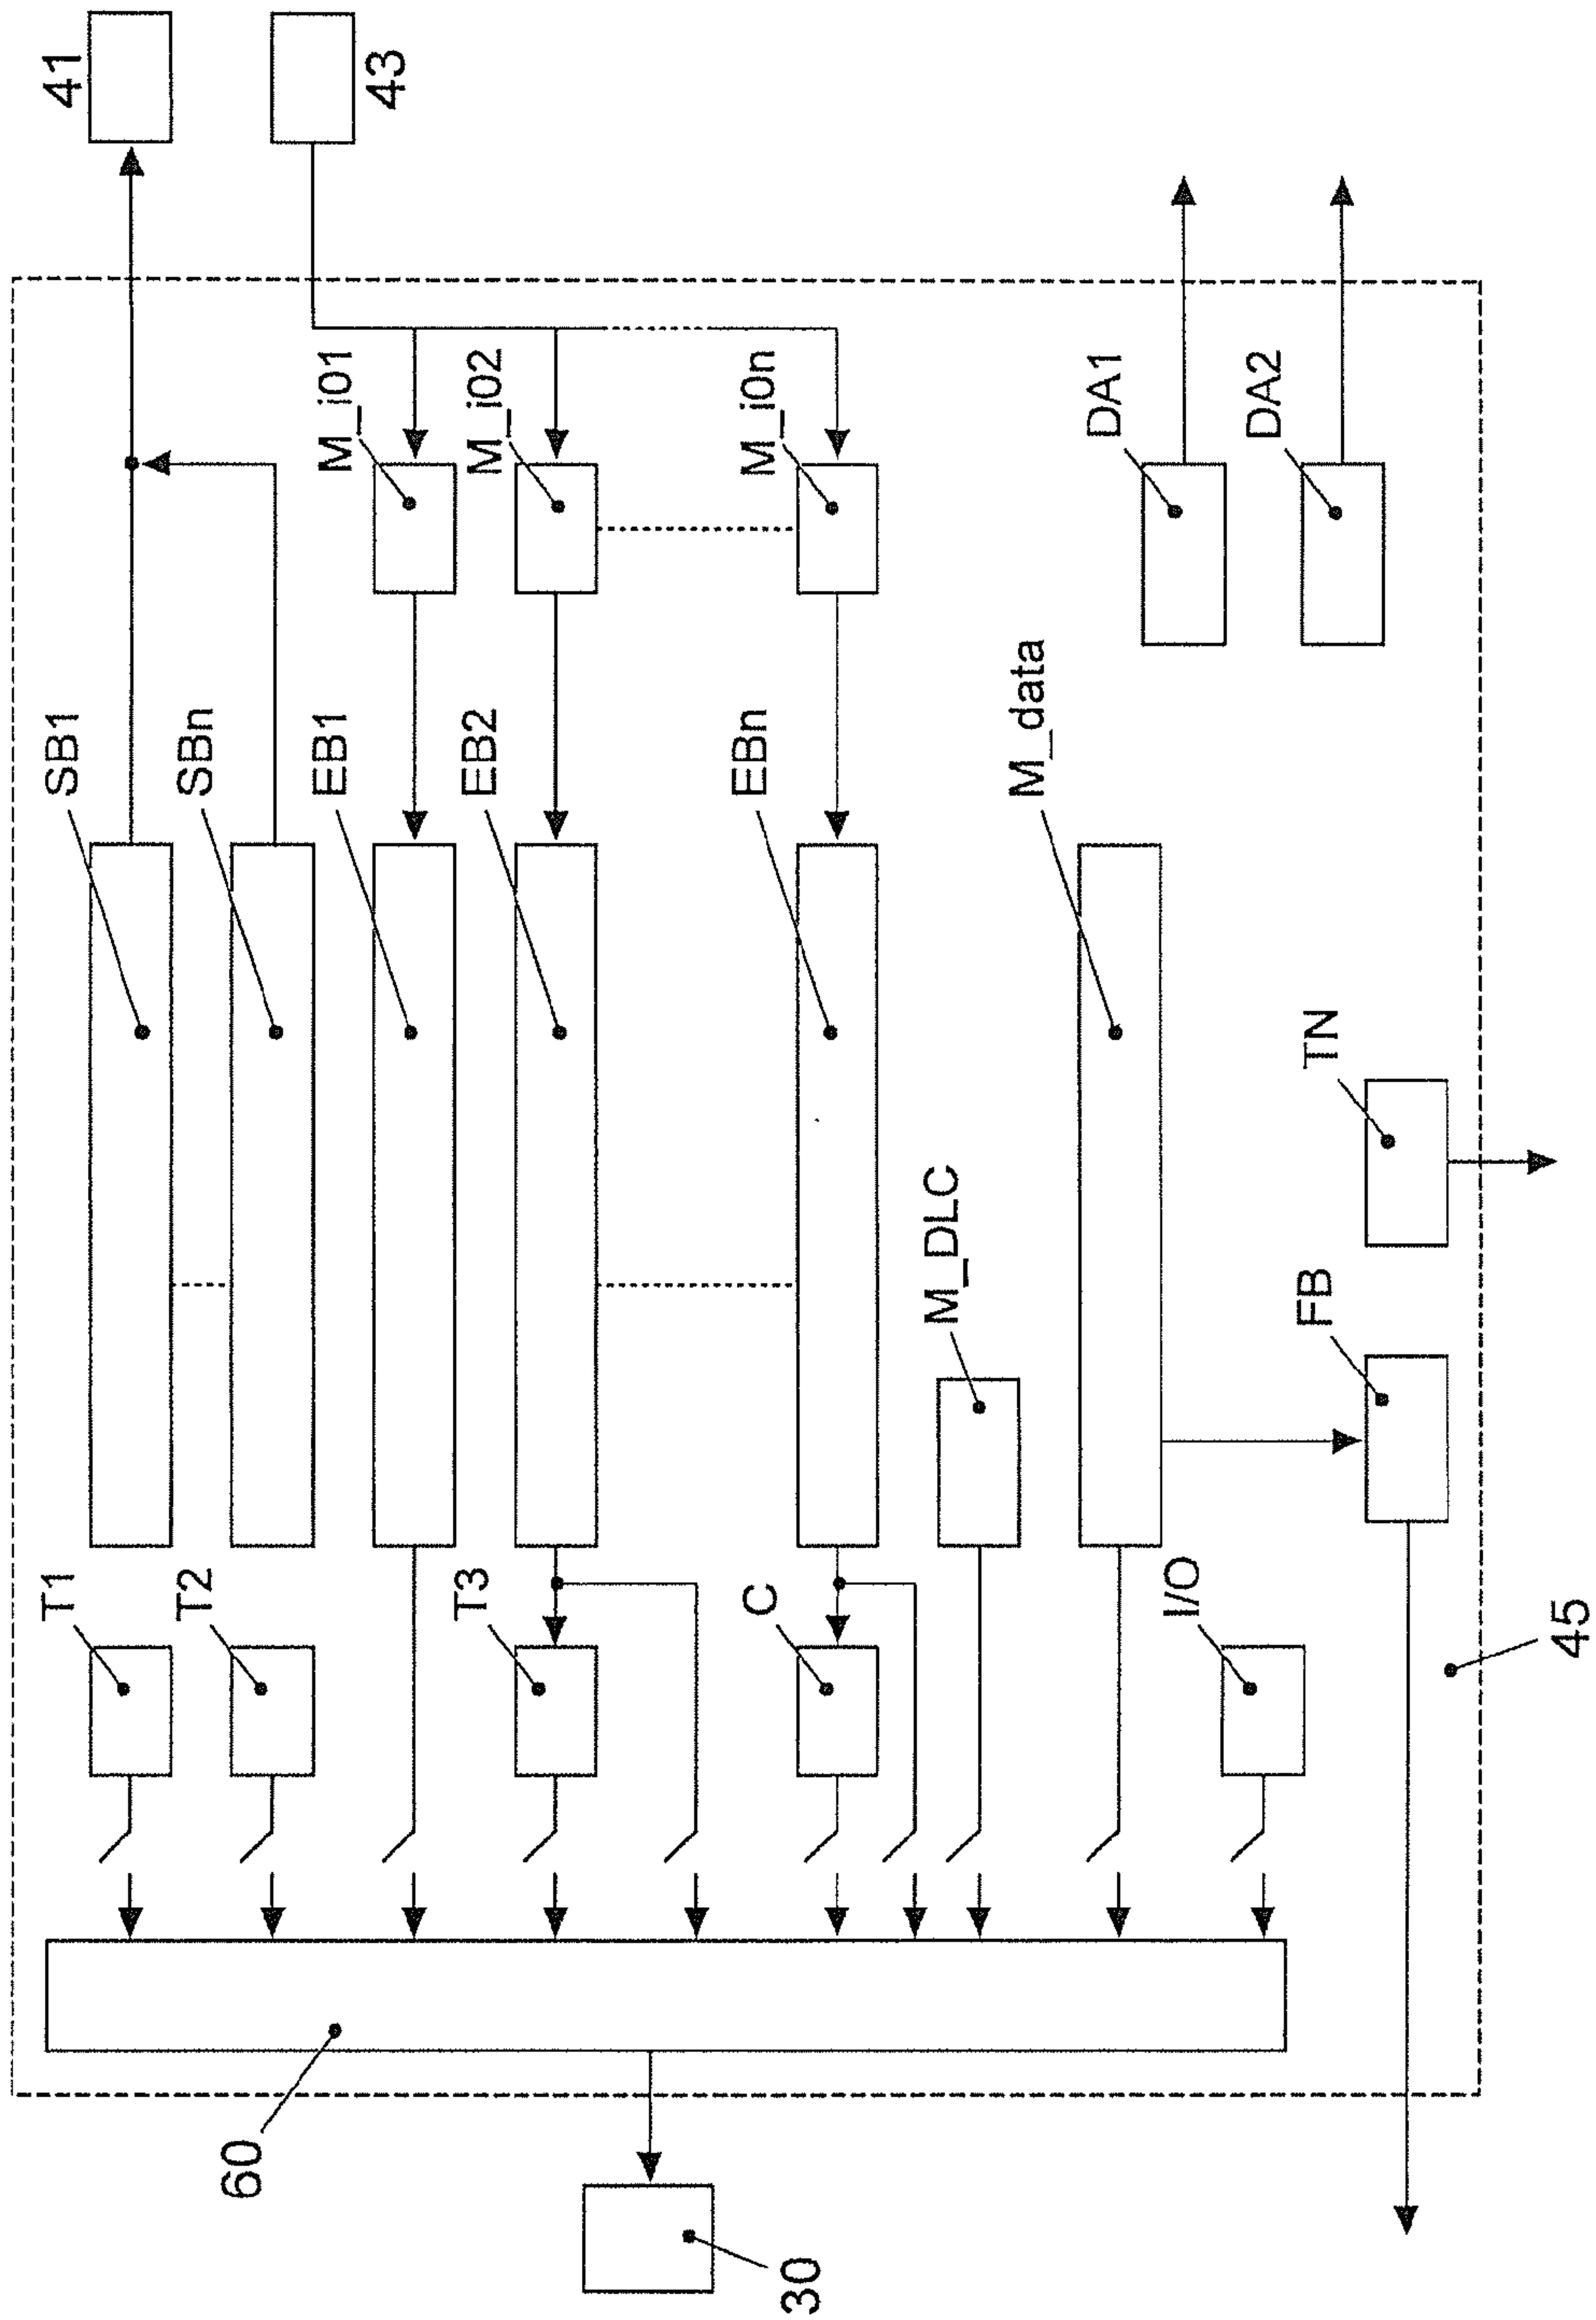 41
43
SB1
SBn
EB1
EB2
EBn
M_i01
M_i02
M_i0n
M_data
DA1
DA2
T1
T2
T3
C
M_DLC
I/O
FB
TN
60
30
45